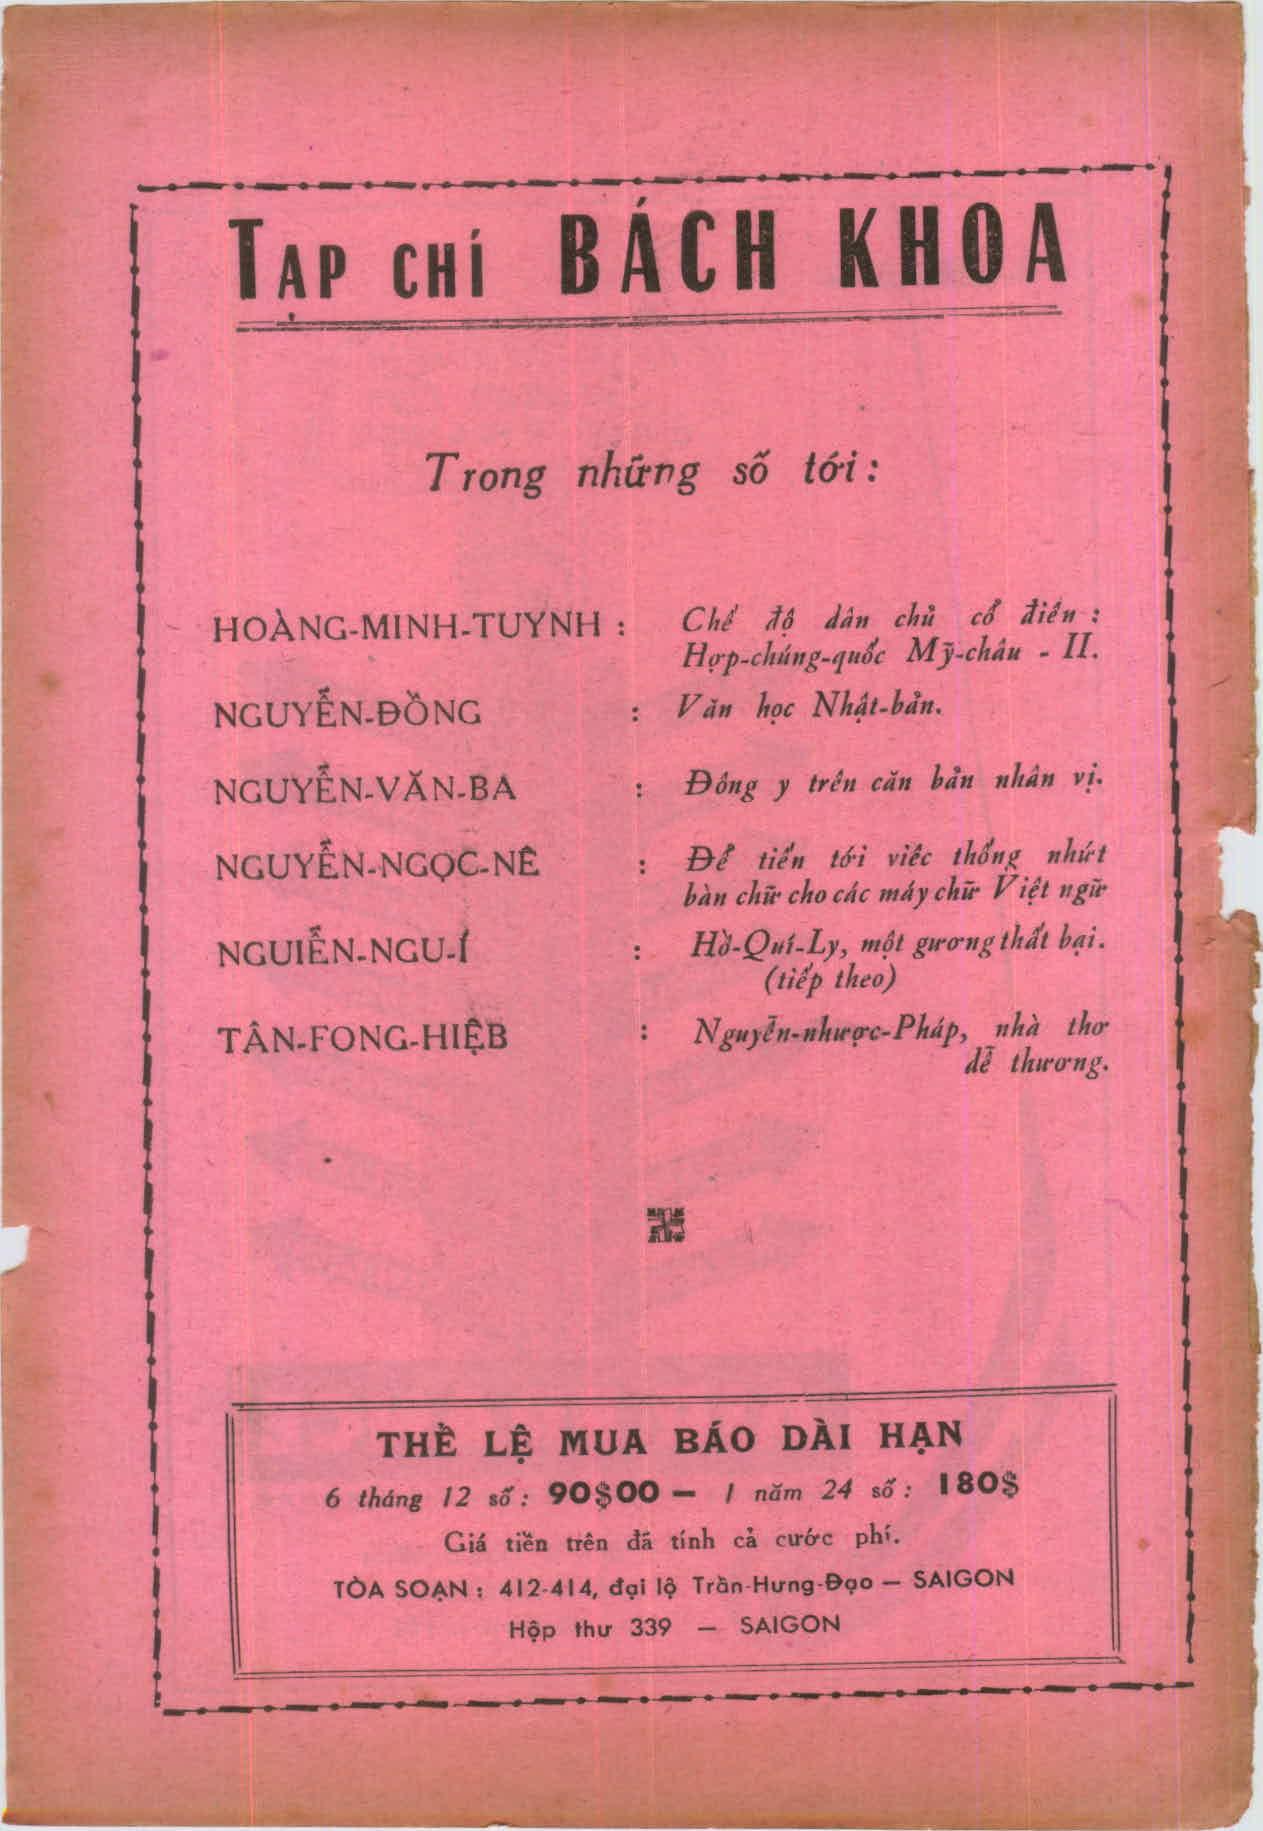 TẠP CHÍ BÁCH KHOA
Trong những số tới :
HOÀNG-MINH-TUYNH : Chế độ dân chủ cổ điển :
Hợp-chúng-quốc Mỹ-châu - II.
NGUYỄN-ĐỒNG : Văn học Nhật-bản.
NGUYỄN-VĂN-BA : Đông y trên căn bản nhân vị.
NGUYỄN-NGỌC-NÊ : Để tiến tới việc thống nhứt
bàn chữ cho các máy chữ Việt ngữ
NGUIỄN-NGU-Í : Hồ-Quí-Ly, một gương thất bại.
(tiếp theo)
TÂN-FONG-HIỆB : Nguyễn-nhược-Pháp, nhà thơ
dễ thương.
THỂ LỆ MUA BÁO DÀI HẠN
6 tháng 12 số : 90$00 — 1 năm 24 số : 180$
Giá tiền trên đã tính cả cước phí.
TÒA SOẠN : 412-414, đại lộ Trần-Hưng-Đạo — SAIGON
Hộp thư 339 — SAIGON